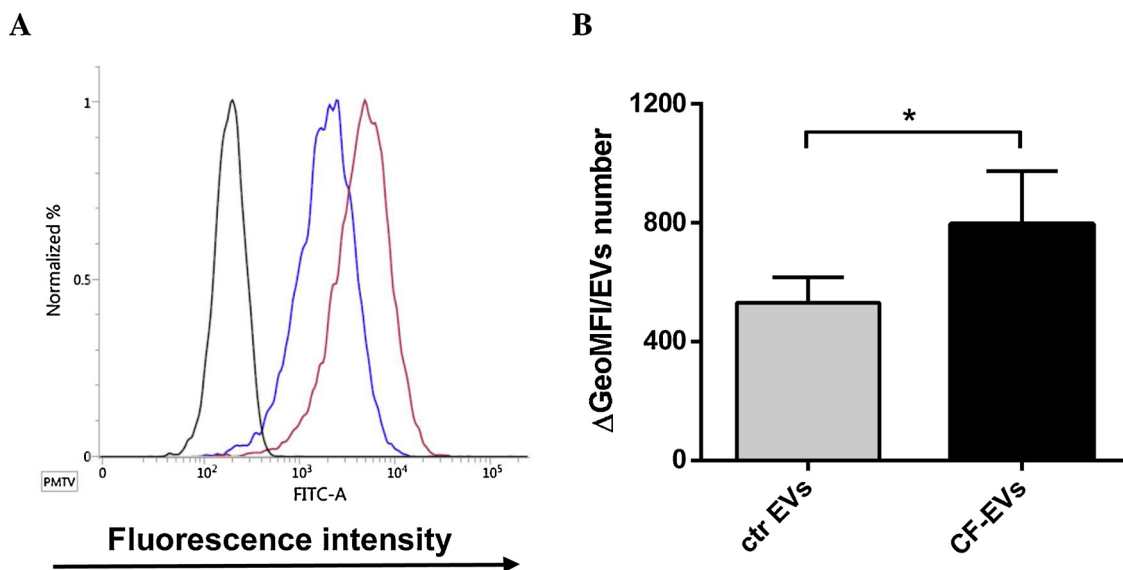 A
B
Normalized %
1
0.5
0
0 10² 10³ 10⁴ 10⁵
PMTV
FITC-A
Fluorescence intensity
ΔGeoMFI/EVs number
1200
800
400
0
*
ctr EVs
CF-EVs